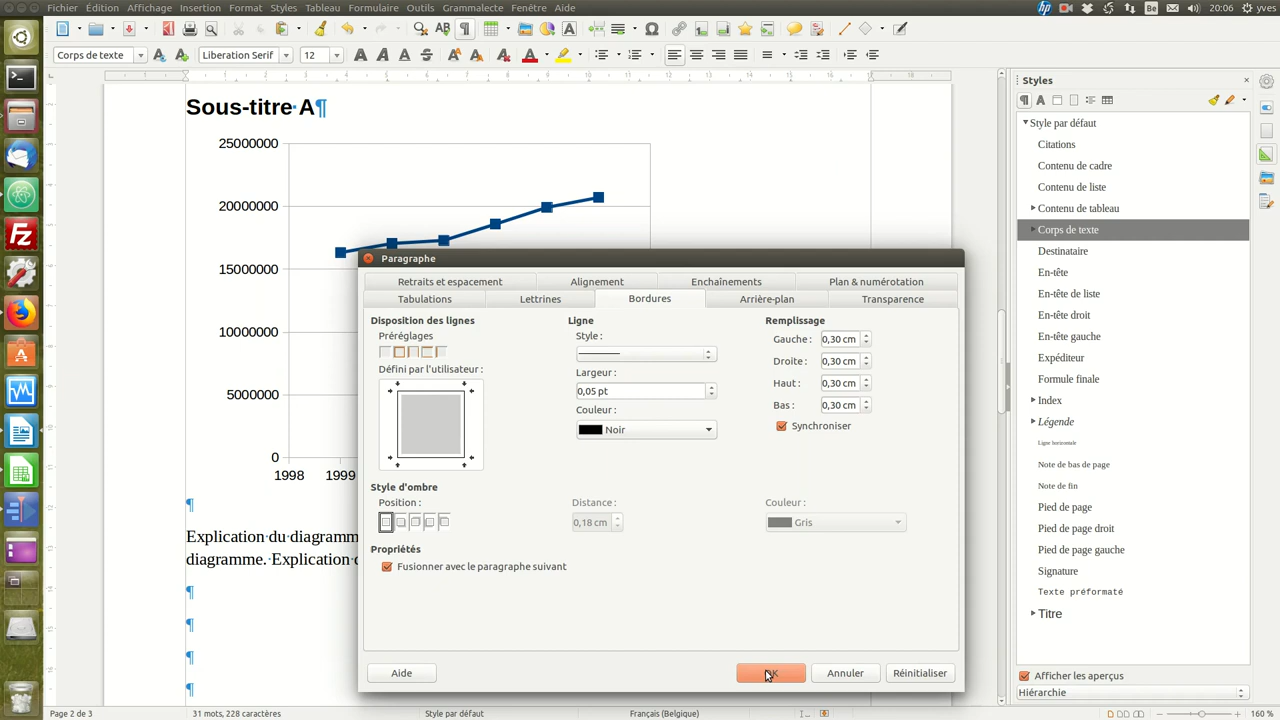 Fichier Édition Affichage Insertion Format Styles Tableau Formulaire Outils Grammalecte Fenêtre Aide
Be 20:06 yves
Corps de texte Liberation Serif 12
Sous-titre·A¶
25000000
20000000
15000000
10000000
5000000
0
1998 1999
¶
Explication·du·diagramm
diagramme.·Explication·
¶
¶
¶
¶
Paragraphe
Retraits et espacement Alignement Enchaînements Plan & numérotation
Tabulations Lettrines Bordures Arrière-plan Transparence
Disposition des lignes
Préréglages
Défini par l'utilisateur :
Ligne
Style :
Largeur :
0,05 pt
Couleur :
Noir
Remplissage
Gauche : 0,30 cm
Droite : 0,30 cm
Haut : 0,30 cm
Bas : 0,30 cm
Synchroniser
Style d'ombre
Position :
Distance :
0,18 cm
Couleur :
Gris
Propriétés
Fusionner avec le paragraphe suivant
Aide OK Annuler Réinitialiser
Styles
Style par défaut
Citations
Contenu de cadre
Contenu de liste
Contenu de tableau
Corps de texte
Destinataire
En-tête
En-tête de liste
En-tête droit
En-tête gauche
Expéditeur
Formule finale
Index
Légende
Ligne horizontale
Note de bas de page
Note de fin
Pied de page
Pied de page droit
Pied de page gauche
Signature
Texte préformaté
Titre
Afficher les aperçus
Hiérarchie
Page 2 de 3 31 mots, 228 caractères Style par défaut Français (Belgique) 160 %